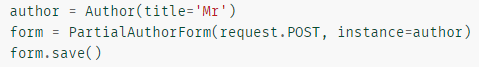 author = Author(title='Mr')
form = PartialAuthorForm(request.POST, instance=author)
form.save()